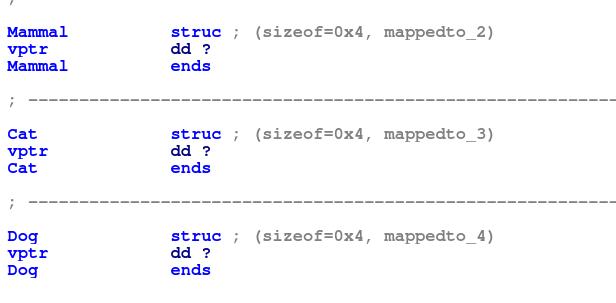 ;
Mammal struc ; (sizeof=0x4, mappedto_2)
vptr dd ?
Mammal ends
; ----------------------------------------------------------
Cat struc ; (sizeof=0x4, mappedto_3)
vptr dd ?
Cat ends
; ----------------------------------------------------------
Dog struc ; (sizeof=0x4, mappedto_4)
vptr dd ?
Dog ends